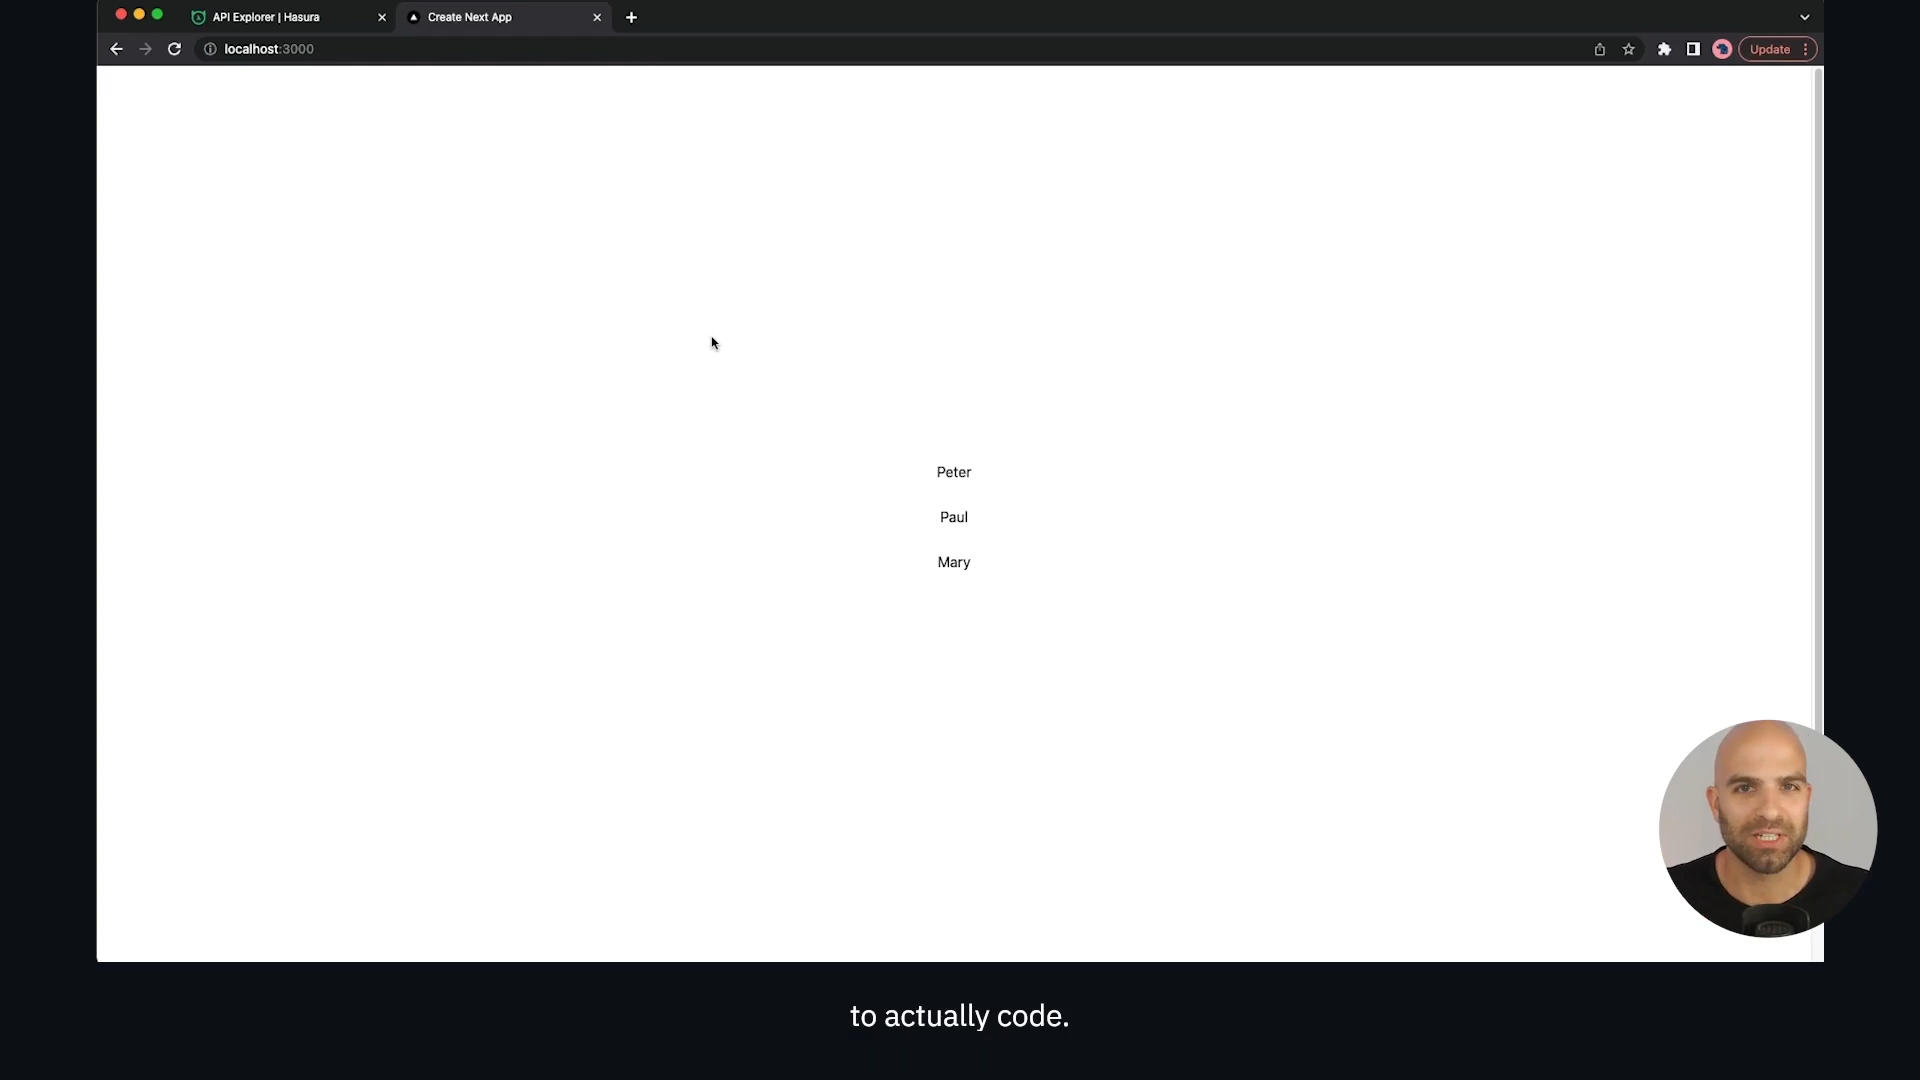 API Explorer | Hasura
Create Next App
localhost:3000
Update
Peter
Paul
Mary
to actually code.